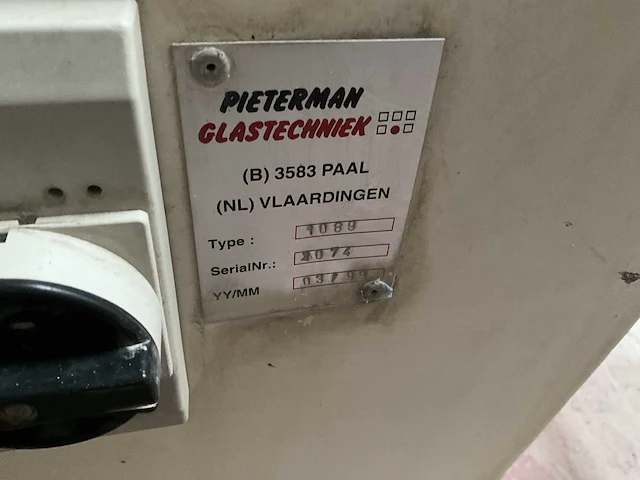 PIETERMAN
GLASTECHNIEK
(B) 3583 PAAL
(NL) VLAARDINGEN
Type : 1089
SerialNr.:
YY/MM